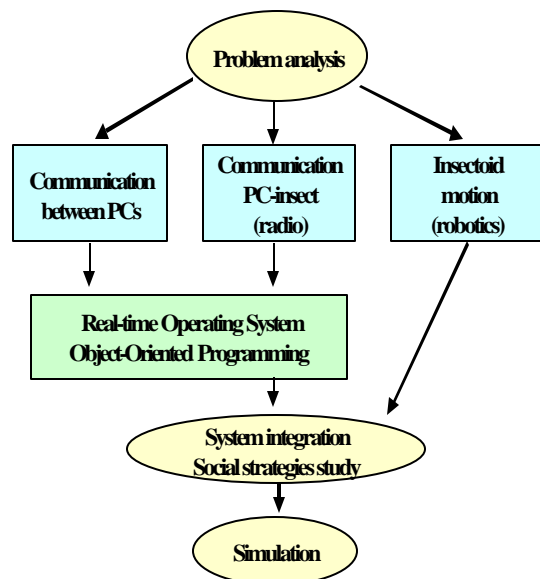 Problem analysis
Communication
between PCs
Communication
PC-insect
(radio)
Insectoid
motion
(robotics)
Real-time Operating System
Object-Oriented Programming
System integration
Social strategies study
Simulation